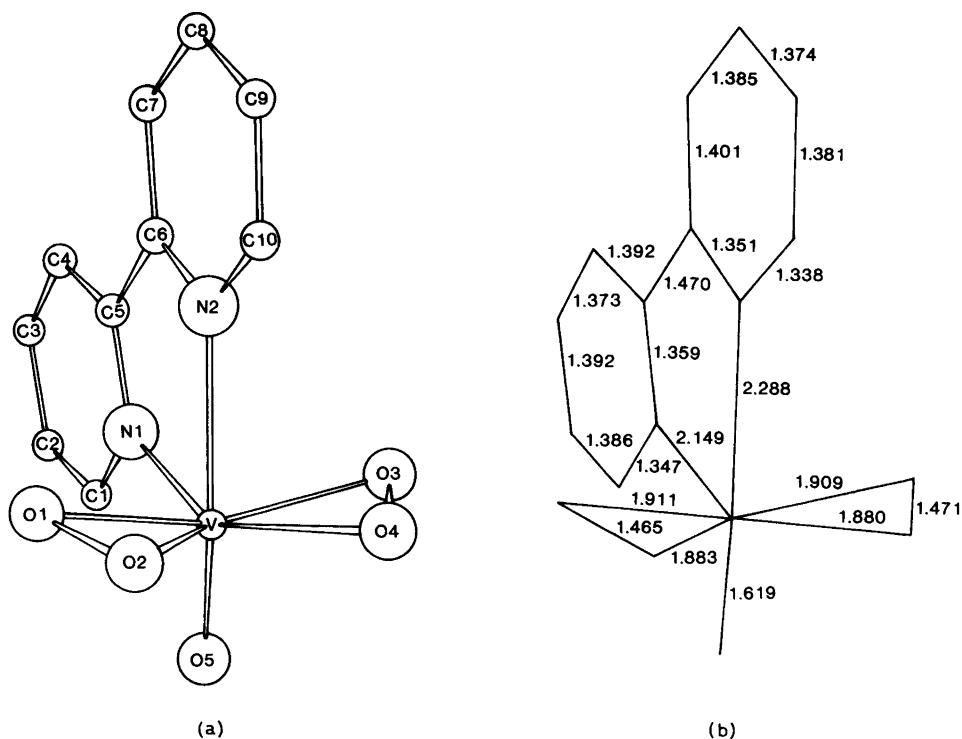 C8
C7
C9
C6
C10
C4
C5
N2
C3
N1
C2
C1
O3
O1
V
O4
O2
O5
(a)
1.374
1.385
1.401
1.381
1.392
1.351
1.470
1.338
1.373
1.392
1.359
2.288
1.386
2.149
1.347
1.909
1.911
1.471
1.880
1.465
1.883
1.619
(b)